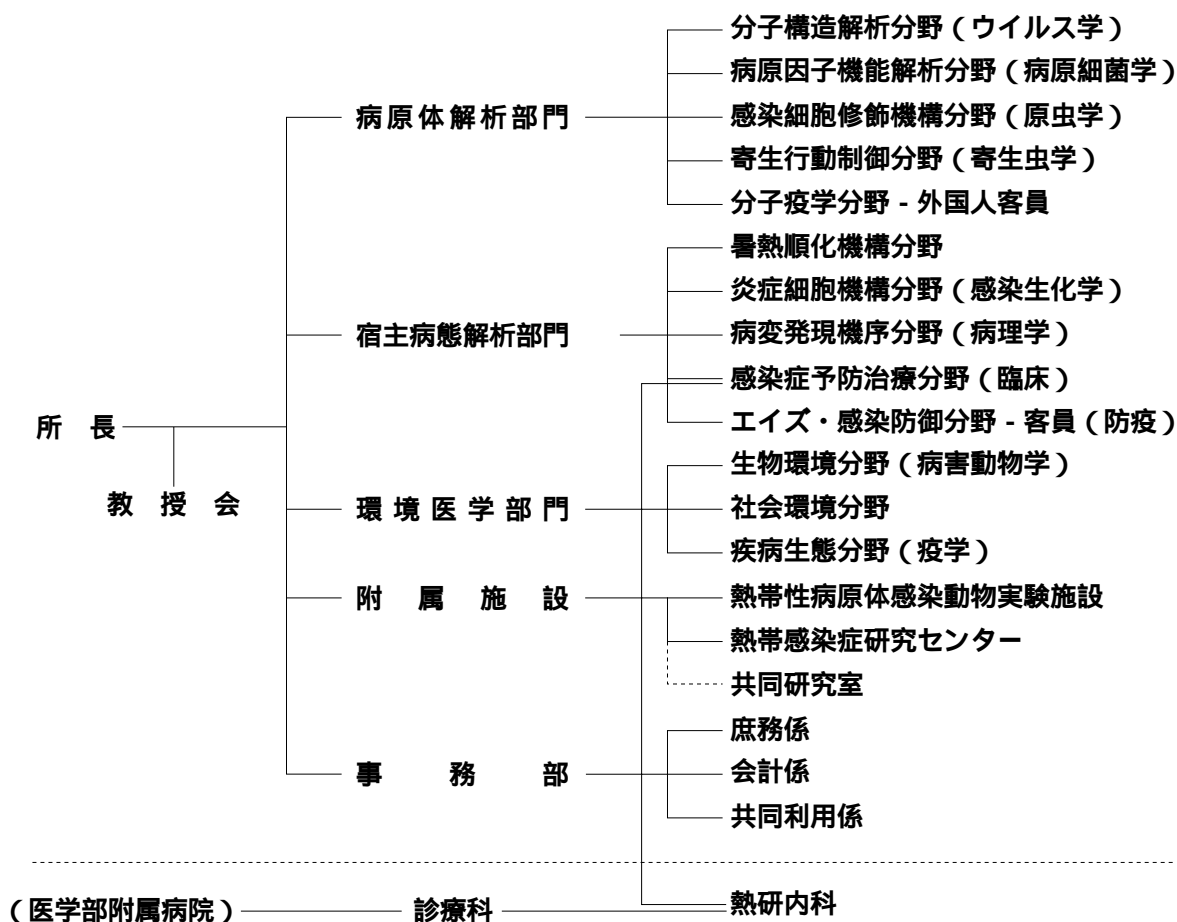 分子構造解析分野（ウイルス学）
病原因子機能解析分野（病原細菌学）
病原体解析部門
感染細胞修飾機構分野（原虫学）
寄生行動制御分野（寄生虫学）
分子疫学分野 - 外国人客員
暑熱順化機構分野
炎症細胞機構分野（感染生化学）
宿主病態解析部門
病変発現機序分野（病理学）
感染症予防治療分野（臨床）
エイズ・感染防御分野 - 客員（防疫）
所 長
教 授 会
生物環境分野（病害動物学）
環 境 医 学 部 門
社会環境分野
疾病生態分野（疫学）
附 属 施 設
熱帯性病原体感染動物実験施設
熱帯感染症研究センター
共同研究室
庶務係
事 務 部
会計係
共同利用係
（医学部附属病院）
診療科
熱研内科